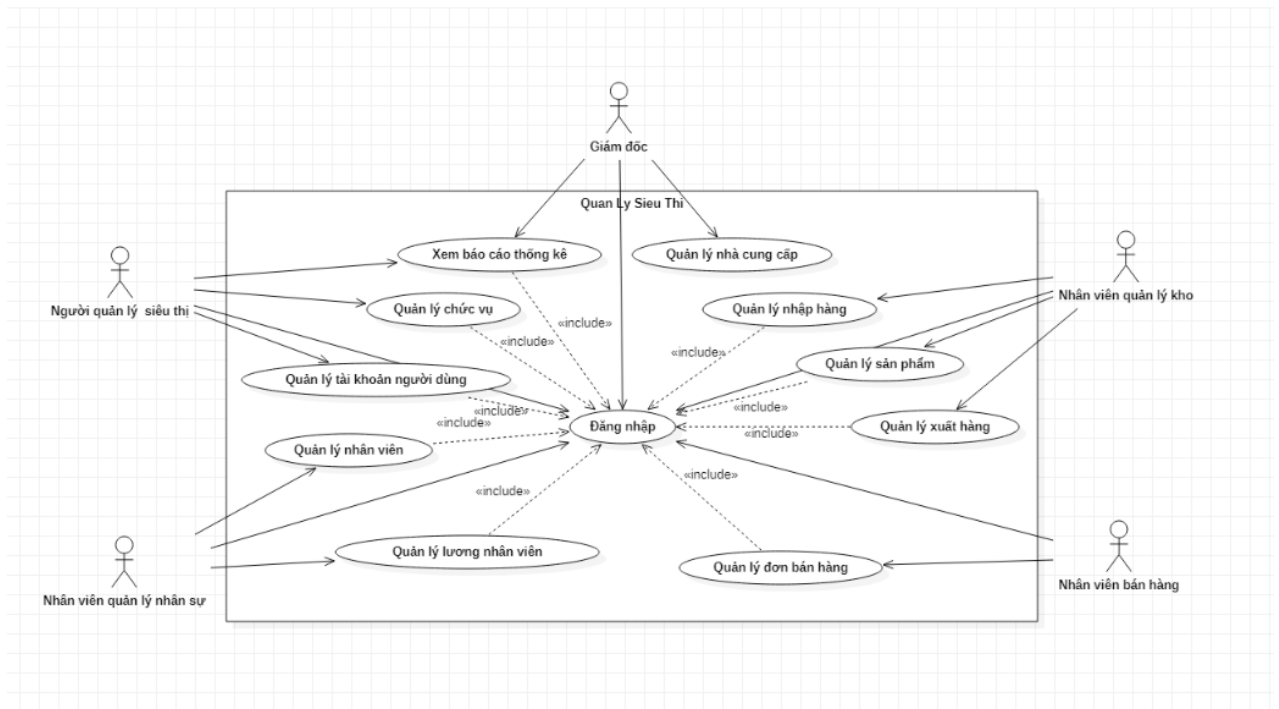 Giám đốc
Quan Ly Sieu Thi
Xem báo cáo thống kê
Quản lý nhà cung cấp
Người quản lý siêu thị
Nhân viên quản lý kho
Quản lý chức vụ
Quản lý nhập hàng
«include»
«include»
«include»
Quản lý sản phẩm
Quản lý tài khoản người dùng
«include»
«include»
«include»
Đăng nhập
Quản lý xuất hàng
«include»
Quản lý nhân viên
«include»
«include»
Quản lý lương nhân viên
Quản lý đơn bán hàng
Nhân viên bán hàng
Nhân viên quản lý nhân sự